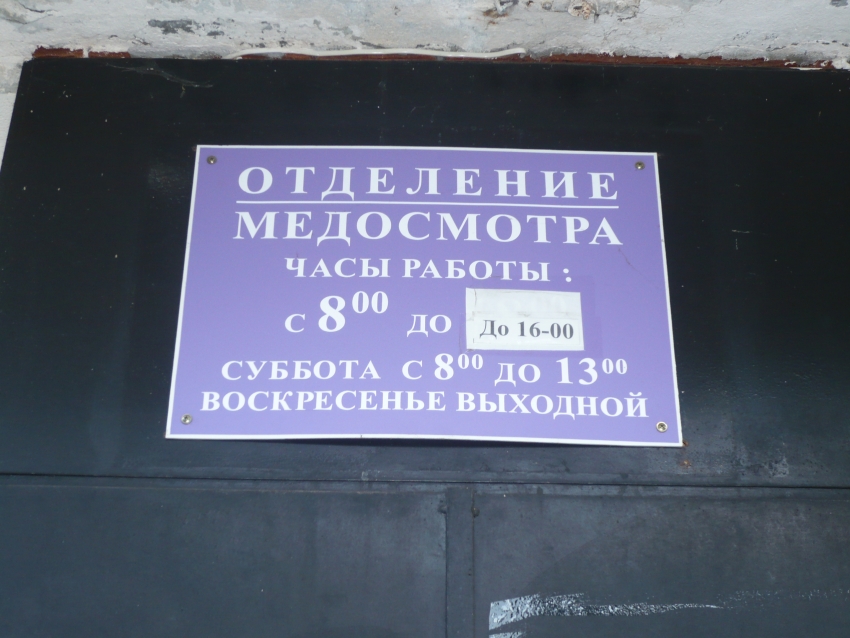 ОТДЕЛЕНИЕ
МЕДОСМОТРА
ЧАСЫ РАБОТЫ :
С 8⁰⁰ ДО До 16-00
СУББОТА С 8⁰⁰ ДО 13⁰⁰
ВОСКРЕСЕНЬЕ ВЫХОДНОЙ